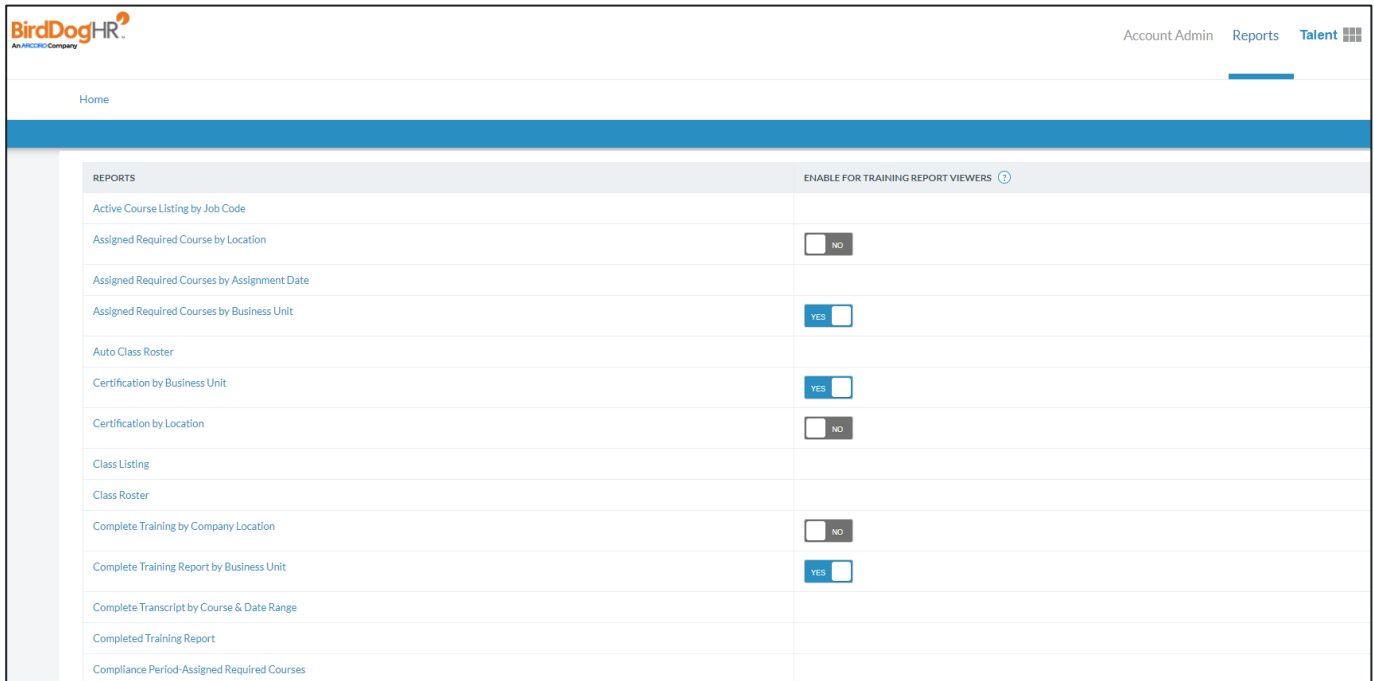 BirdDogHR.
An ARCORO Company
Account Admin Reports Talent
Home
REPORTS ENABLE FOR TRAINING REPORT VIEWERS ?
Active Course Listing by Job Code
Assigned Required Course by Location NO
Assigned Required Courses by Assignment Date
Assigned Required Courses by Business Unit YES
Auto Class Roster
Certification by Business Unit YES
Certification by Location NO
Class Listing
Class Roster
Complete Training by Company Location NO
Complete Training Report by Business Unit YES
Complete Transcript by Course & Date Range
Completed Training Report
Compliance Period-Assigned Required Courses